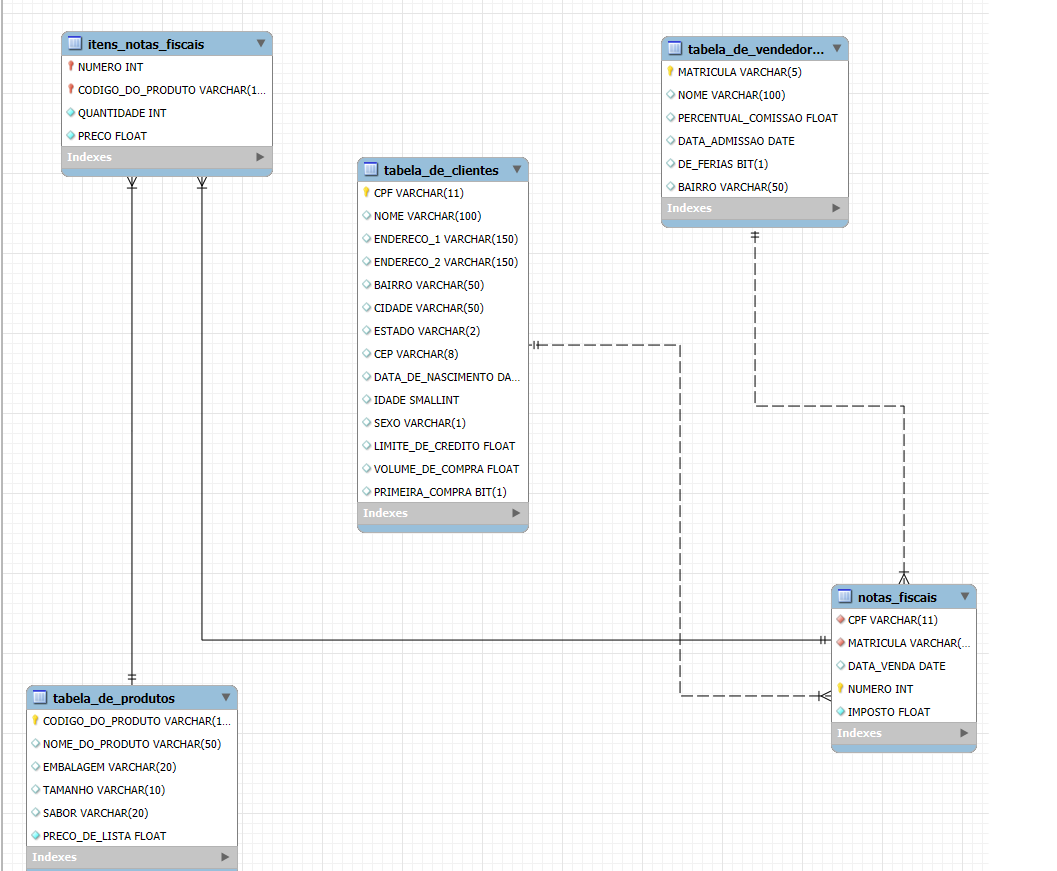 itens_notas_fiscais
NUMERO INT
CODIGO_DO_PRODUTO VARCHAR(1...
QUANTIDADE INT
PRECO FLOAT
Indexes
tabela_de_vendedor...
MATRICULA VARCHAR(5)
NOME VARCHAR(100)
PERCENTUAL_COMISSAO FLOAT
DATA_ADMISSAO DATE
DE_FERIAS BIT(1)
BAIRRO VARCHAR(50)
Indexes
tabela_de_clientes
CPF VARCHAR(11)
NOME VARCHAR(100)
ENDERECO_1 VARCHAR(150)
ENDERECO_2 VARCHAR(150)
BAIRRO VARCHAR(50)
CIDADE VARCHAR(50)
ESTADO VARCHAR(2)
CEP VARCHAR(8)
DATA_DE_NASCIMENTO DA...
IDADE SMALLINT
SEXO VARCHAR(1)
LIMITE_DE_CREDITO FLOAT
VOLUME_DE_COMPRA FLOAT
PRIMEIRA_COMPRA BIT(1)
Indexes
notas_fiscais
CPF VARCHAR(11)
MATRICULA VARCHAR(...
DATA_VENDA DATE
NUMERO INT
IMPOSTO FLOAT
Indexes
tabela_de_produtos
CODIGO_DO_PRODUTO VARCHAR(1...
NOME_DO_PRODUTO VARCHAR(50)
EMBALAGEM VARCHAR(20)
TAMANHO VARCHAR(10)
SABOR VARCHAR(20)
PRECO_DE_LISTA FLOAT
Indexes